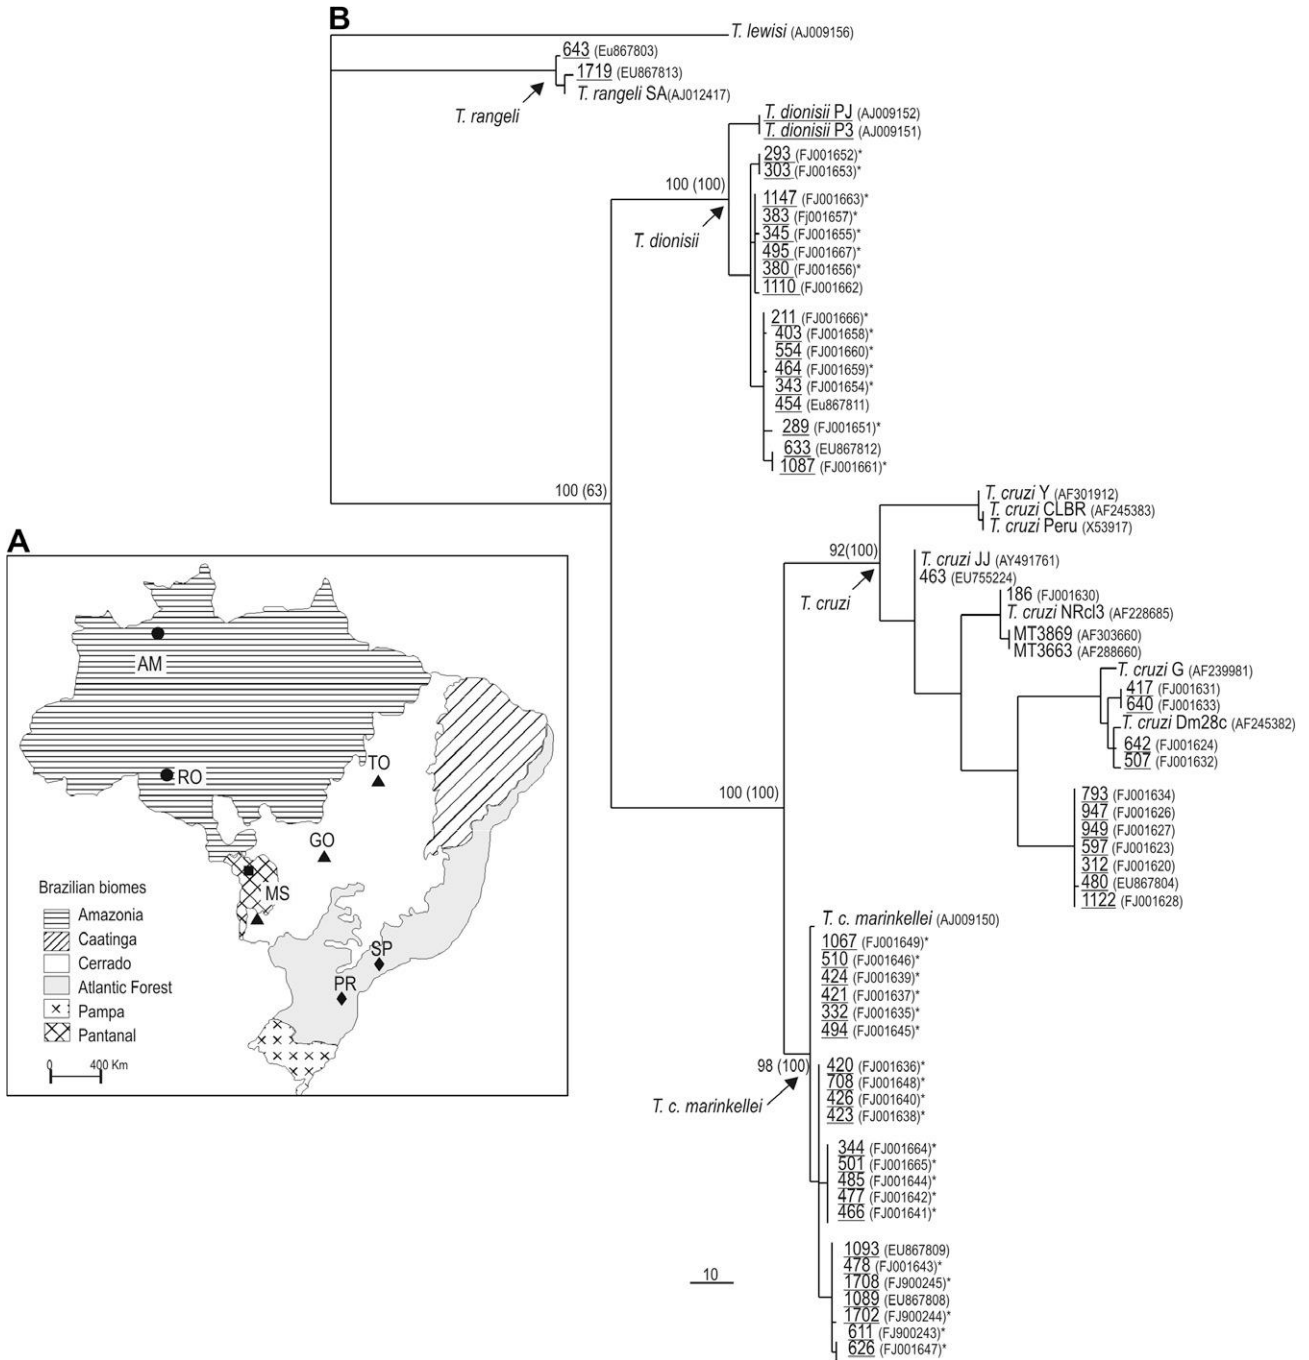 B
T. lewisi (AJ009156)
643 (Eu867803)
1719 (EU867813)
T. rangeli SA(AJ012417)
T. rangeli
T. dionisii PJ (AJ009152)
T. dionisii P3 (AJ009151)
293 (FJ001652)*
303 (FJ001653)*
100 (100)
1147 (FJ001663)*
383 (Fj001657)*
345 (FJ001655)*
T. dionisii
495 (FJ001667)*
380 (FJ001656)*
1110 (FJ001662)
211 (FJ001666)*
403 (FJ001658)*
554 (FJ001660)*
464 (FJ001659)*
343 (FJ001654)*
454 (Eu867811)
289 (FJ001651)*
633 (EU867812)
1087 (FJ001661)*
100 (63)
T. cruzi Y (AF301912)
T. cruzi CLBR (AF245383)
T. cruzi Peru (X53917)
92(100)
T. cruzi
T. cruzi JJ (AY491761)
463 (EU755224)
186 (FJ001630)
T. cruzi NRcl3 (AF228685)
MT3869 (AF303660)
MT3663 (AF288660)
T. cruzi G (AF239981)
417 (FJ001631)
640 (FJ001633)
T. cruzi Dm28c (AF245382)
642 (FJ001624)
507 (FJ001632)
100 (100)
793 (FJ001634)
947 (FJ001626)
949 (FJ001627)
597 (FJ001623)
312 (FJ001620)
480 (EU867804)
1122 (FJ001628)
T. c. marinkellei (AJ009150)
1067 (FJ001649)*
510 (FJ001646)*
424 (FJ001639)*
421 (FJ001637)*
332 (FJ001635)*
494 (FJ001645)*
98 (100)
T. c. marinkellei
420 (FJ001636)*
708 (FJ001648)*
426 (FJ001640)*
423 (FJ001638)*
344 (FJ001664)*
501 (FJ001665)*
485 (FJ001644)*
477 (FJ001642)*
466 (FJ001641)*
1093 (EU867809)
478 (FJ001643)*
1708 (FJ900245)*
1089 (EU867808)
1702 (FJ900244)*
611 (FJ900243)*
626 (FJ001647)*
10
A
AM
RO
TO
GO
MS
SP
PR
Brazilian biomes
Amazonia
Caatinga
Cerrado
Atlantic Forest
Pampa
Pantanal
0 400 Km